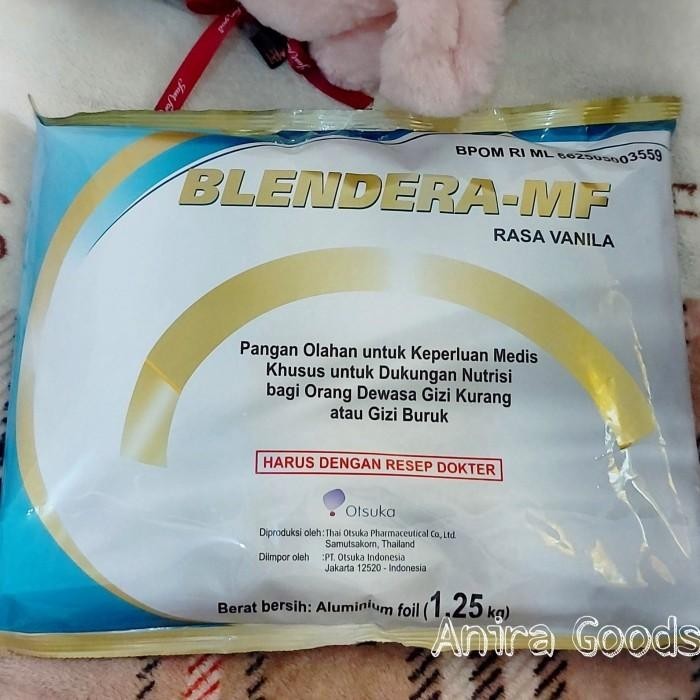 BPOM RI ML 862505003559
BLENDERA-MF
RASA VANILA
Pangan Olahan untuk Keperluan Medis
Khusus untuk Dukungan Nutrisi
bagi Orang Dewasa Gizi Kurang
atau Gizi Buruk
HARUS DENGAN RESEP DOKTER
Otsuka
Diproduksi oleh :Thai Otsuka Pharmaceutical Co.,Ltd.
Samutsakorn, Thailand
Diimpor oleh :PT. Otsuka Indonesia
Jakarta 12520 - Indonesia
Berat bersih: Aluminium foil (1.25 kg)
Anira Goods